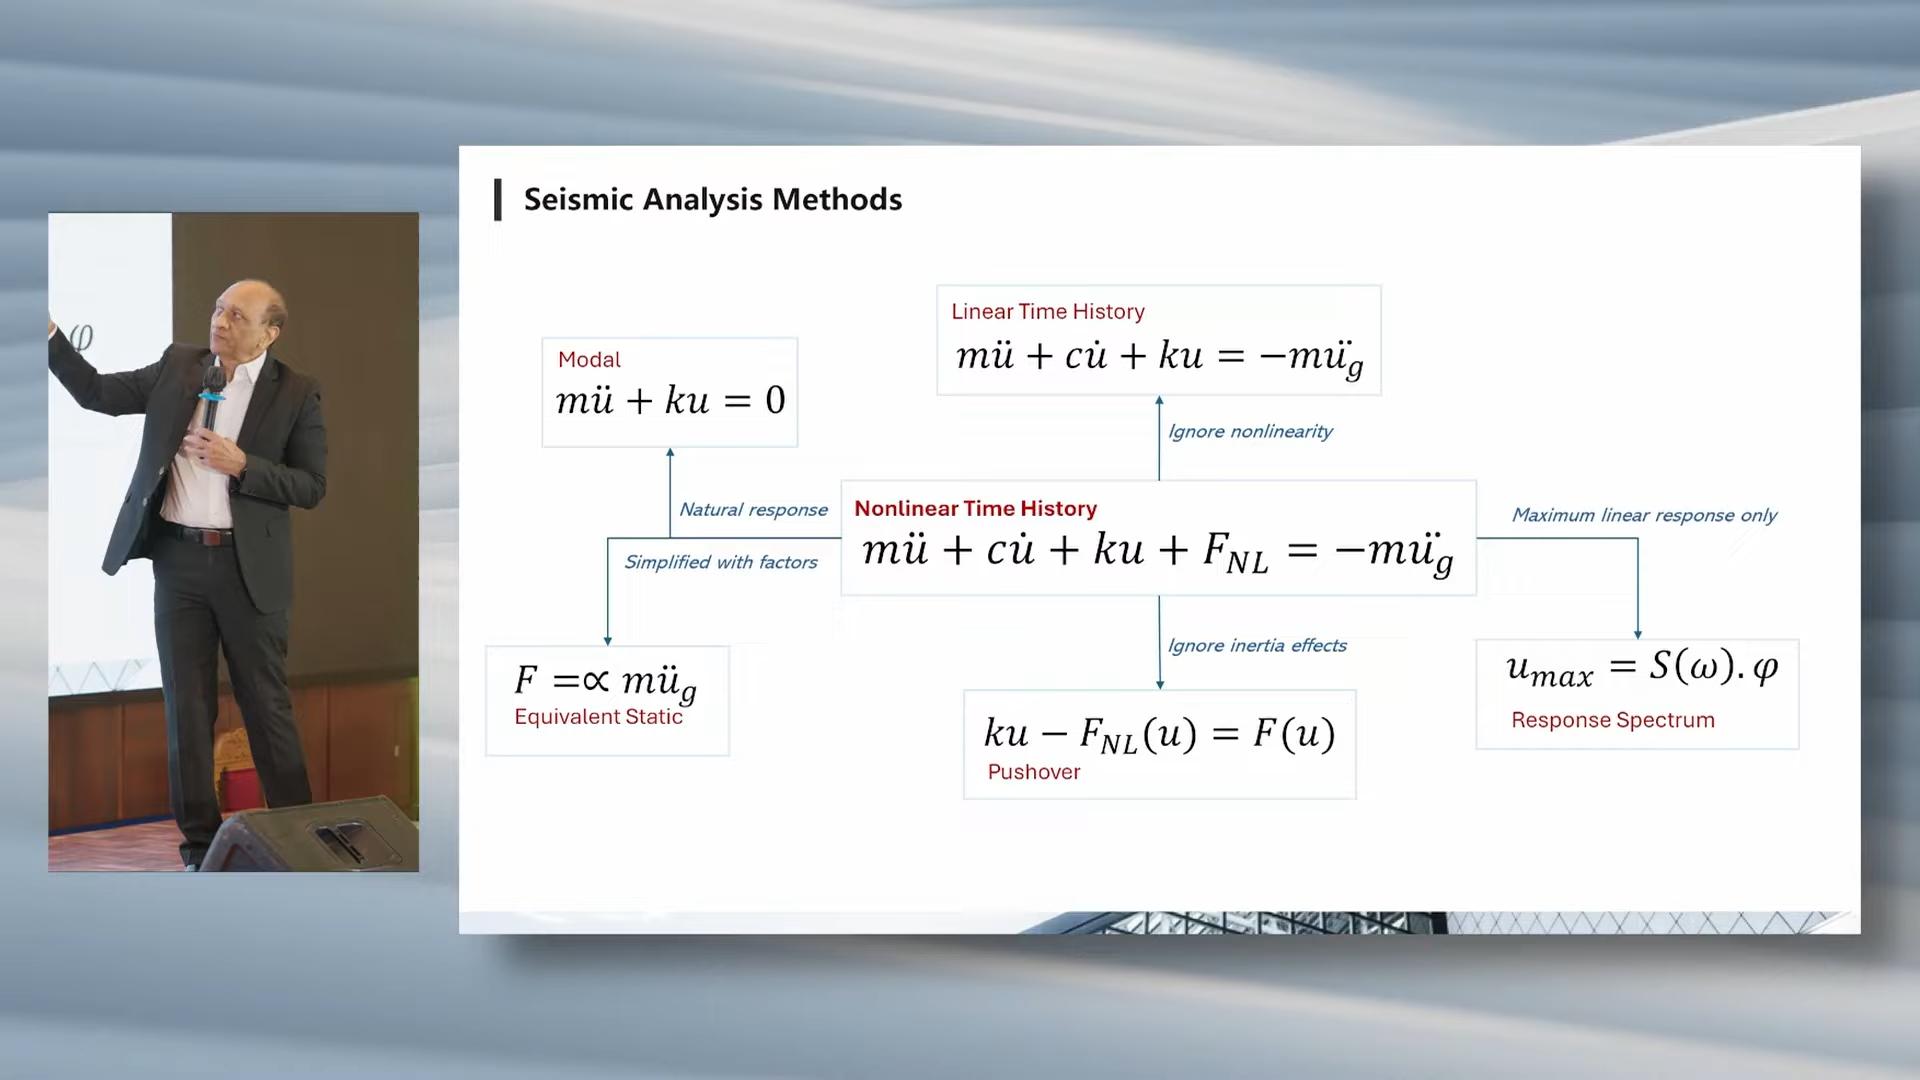 Seismic Analysis Methods
Linear Time History
mü + cu̇ + ku = −mü_g
Modal
mü + ku = 0
Ignore nonlinearity
Natural response
Nonlinear Time History
mü + cu̇ + ku + F_NL = −mü_g
Maximum linear response only
Simplified with factors
Ignore inertia effects
F =∝ mü_g
Equivalent Static
ku − F_NL(u) = F(u)
Pushover
u_max = S(ω).φ
Response Spectrum
φ